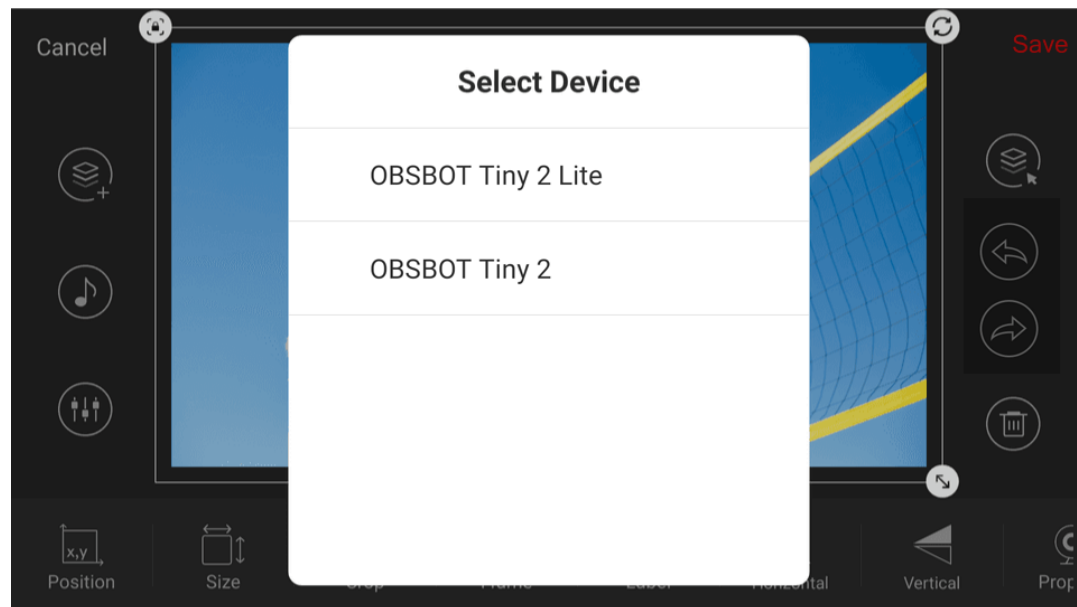 Cancel
Save
Select Device
OBSBOT Tiny 2 Lite
OBSBOT Tiny 2
x,y
Position
Size
Vertical